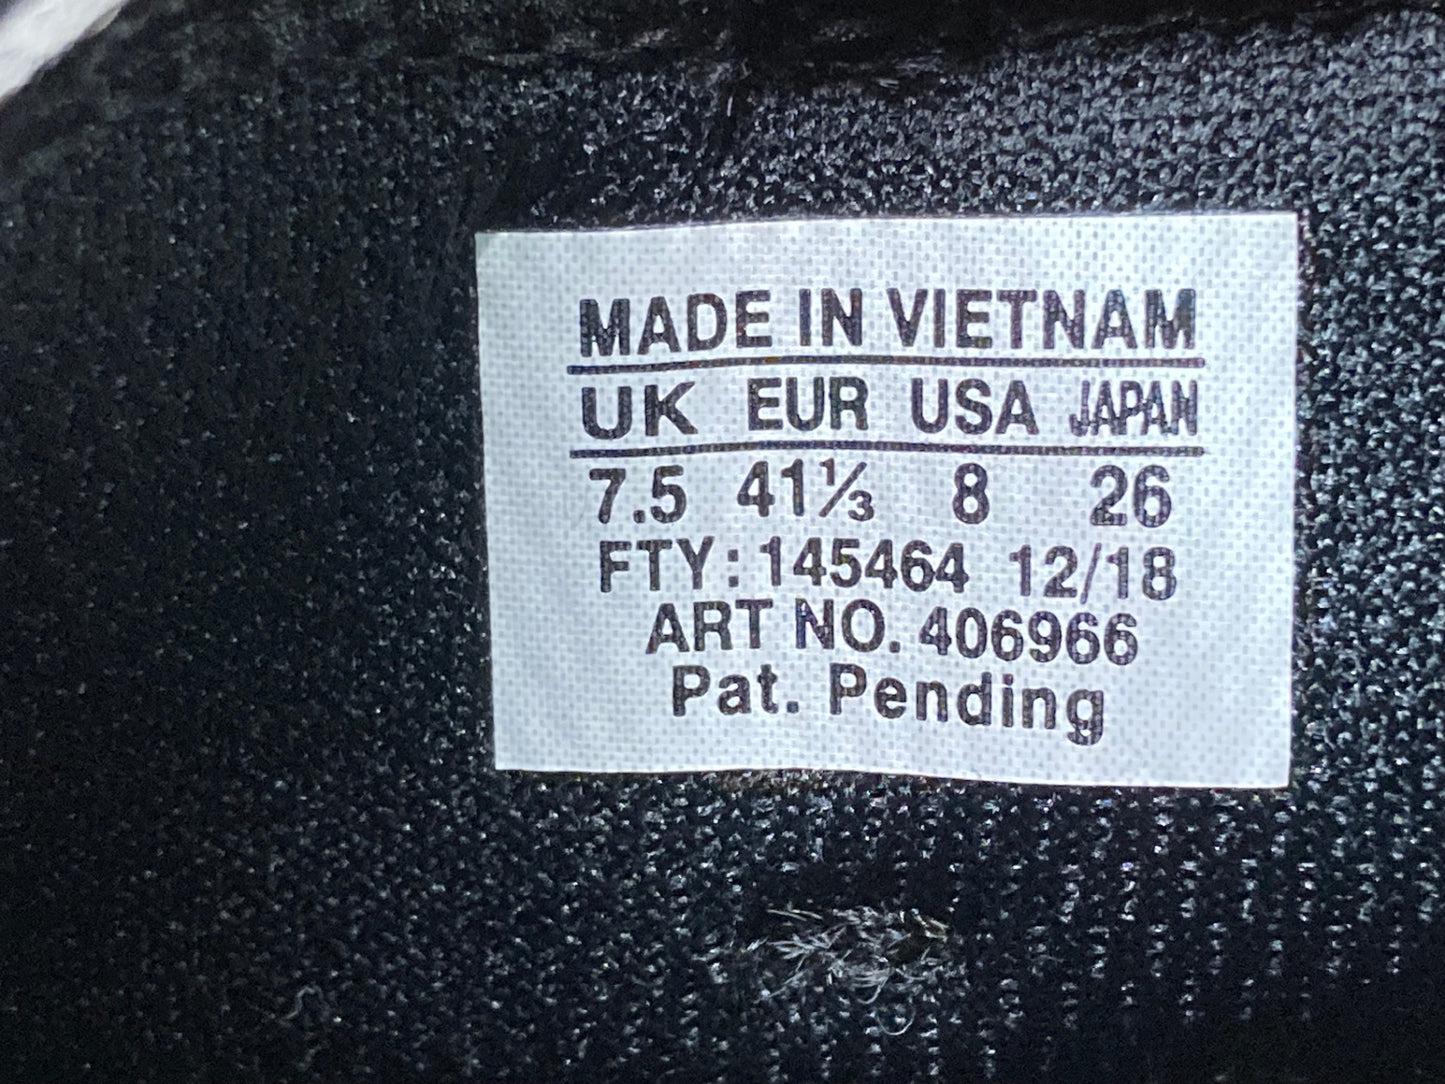 MADE IN VIETNAM
UK EUR USA JAPAN
7.5 41⅓ 8 26
FTY: 145464 12/18
ART NO. 406966
Pat. Pending